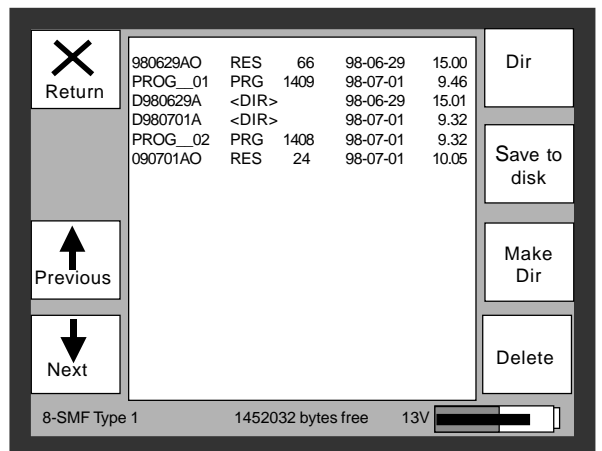 Return
980629AO RES 66 98-06-29 15.00
PROG__01 PRG 1409 98-07-01 9.46
D980629A <DIR> 98-06-29 15.01
D980701A <DIR> 98-07-01 9.32
PROG__02 PRG 1408 98-07-01 9.32
090701AO RES 24 98-07-01 10.05
Dir
Save to
disk
Previous
Make
Dir
Next
Delete
8-SMF Type 1 1452032 bytes free 13V